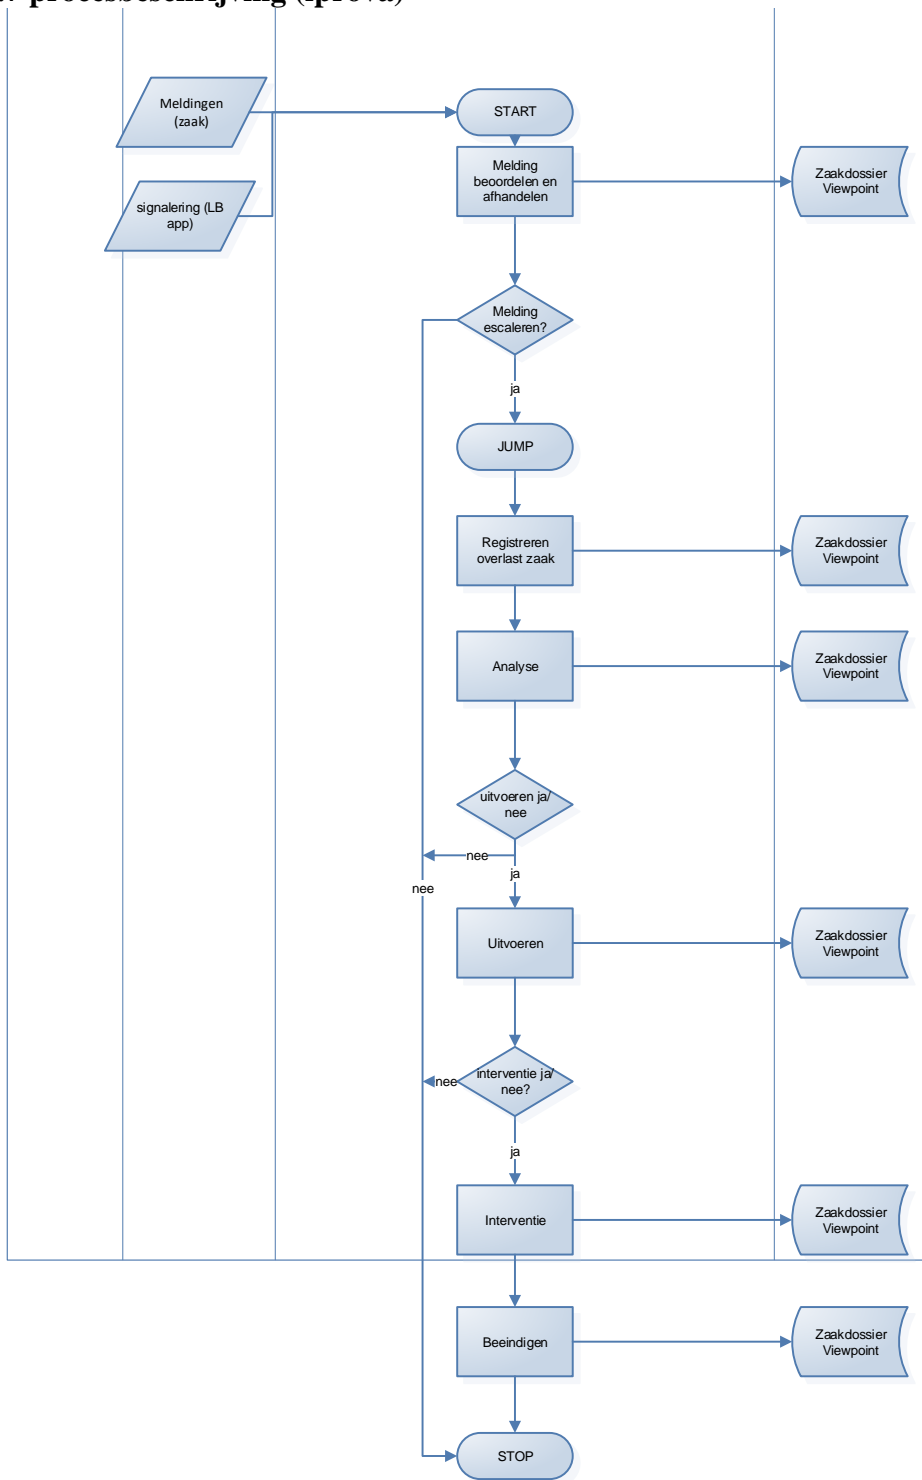 procesbeschrijving (iprova)
Meldingen
(zaak)
START
Melding
beoordelen en
afhandelen
Zaakdossier
Viewpoint
signalering (LB
app)
Melding
escaleren?
ja
JUMP
Registreren
overlast zaak
Zaakdossier
Viewpoint
Analyse
Zaakdossier
Viewpoint
uitvoeren ja/
nee
nee
ja
nee
Uitvoeren
Zaakdossier
Viewpoint
interventie ja/
nee?
nee
ja
Interventie
Zaakdossier
Viewpoint
Beeindigen
Zaakdossier
Viewpoint
STOP